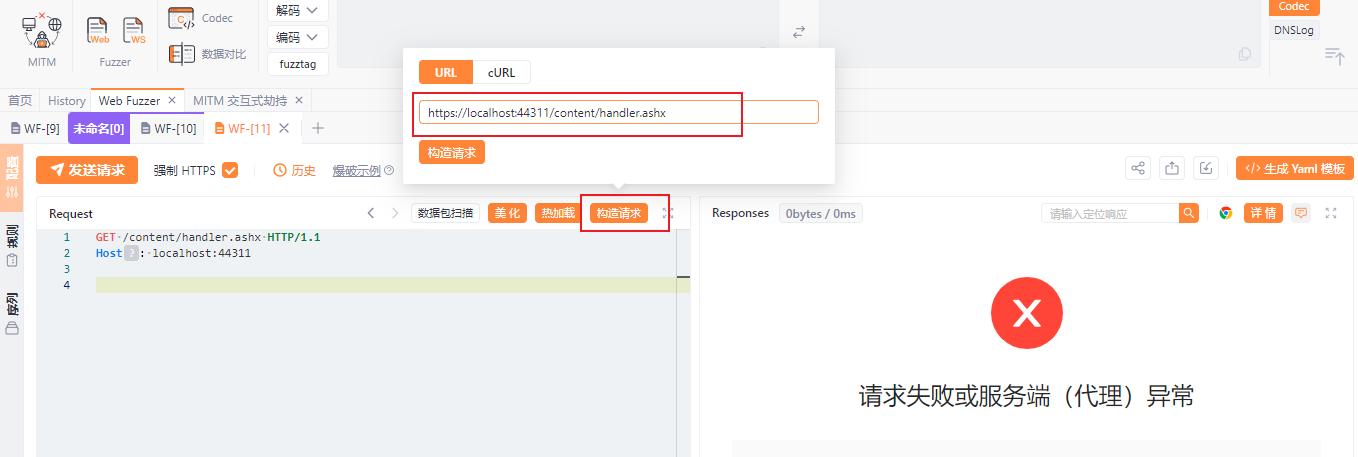 MITM
Web
WS
Fuzzer
Codec
数据对比
解码
编码
fuzztag
Codec
DNSLog
首页
History
Web Fuzzer
MITM 交互式劫持
WF-[9]
未命名[0]
WF-[10]
WF-[11]
URL
cURL
https://localhost:44311/content/handler.ashx
构造请求
配置
规则
序列
发送请求
强制 HTTPS
历史
爆破示例
生成 Yaml 模板
Request
数据包扫描
美 化
热加载
构造请求
Responses
0bytes / 0ms
请输入定位响应
详 情
1 GET /content/handler.ashx HTTP/1.1
2 Host ? : localhost:44311
3
4
请求失败或服务端（代理）异常